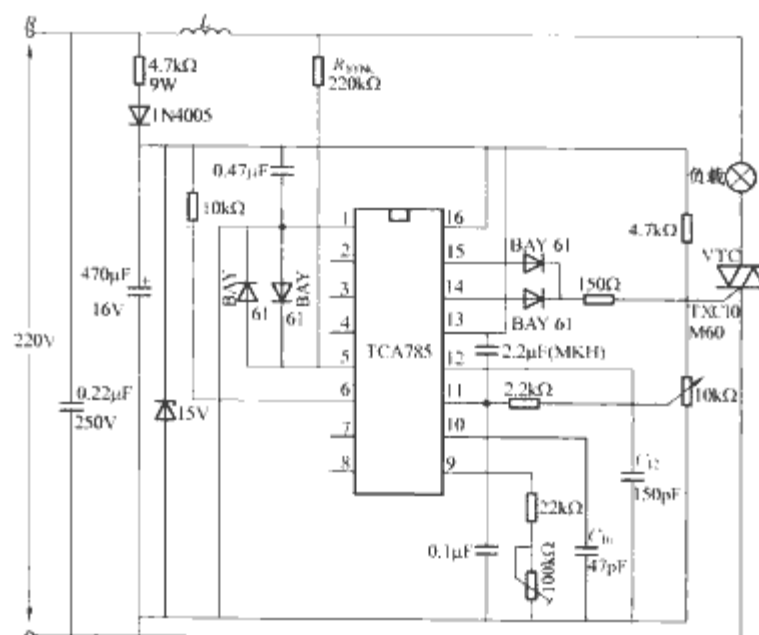 4.7kΩ
9W
1N4005
220kΩ
0.47μF
10kΩ
470μF
16V
BAY
61
BAY
61
220V
0.22μF
250V
15V
1
2
3
4
5
6
7
8
TCA785
16
15
14
13
12
11
10
9
BAY 61
BAY 61
150Ω
2.2μF(MKH)
2.2kΩ
4.7kΩ
负载
VTC
TXC10
M60
10kΩ
C12
150pF
22kΩ
100kΩ
0.1μF
C10
47pF